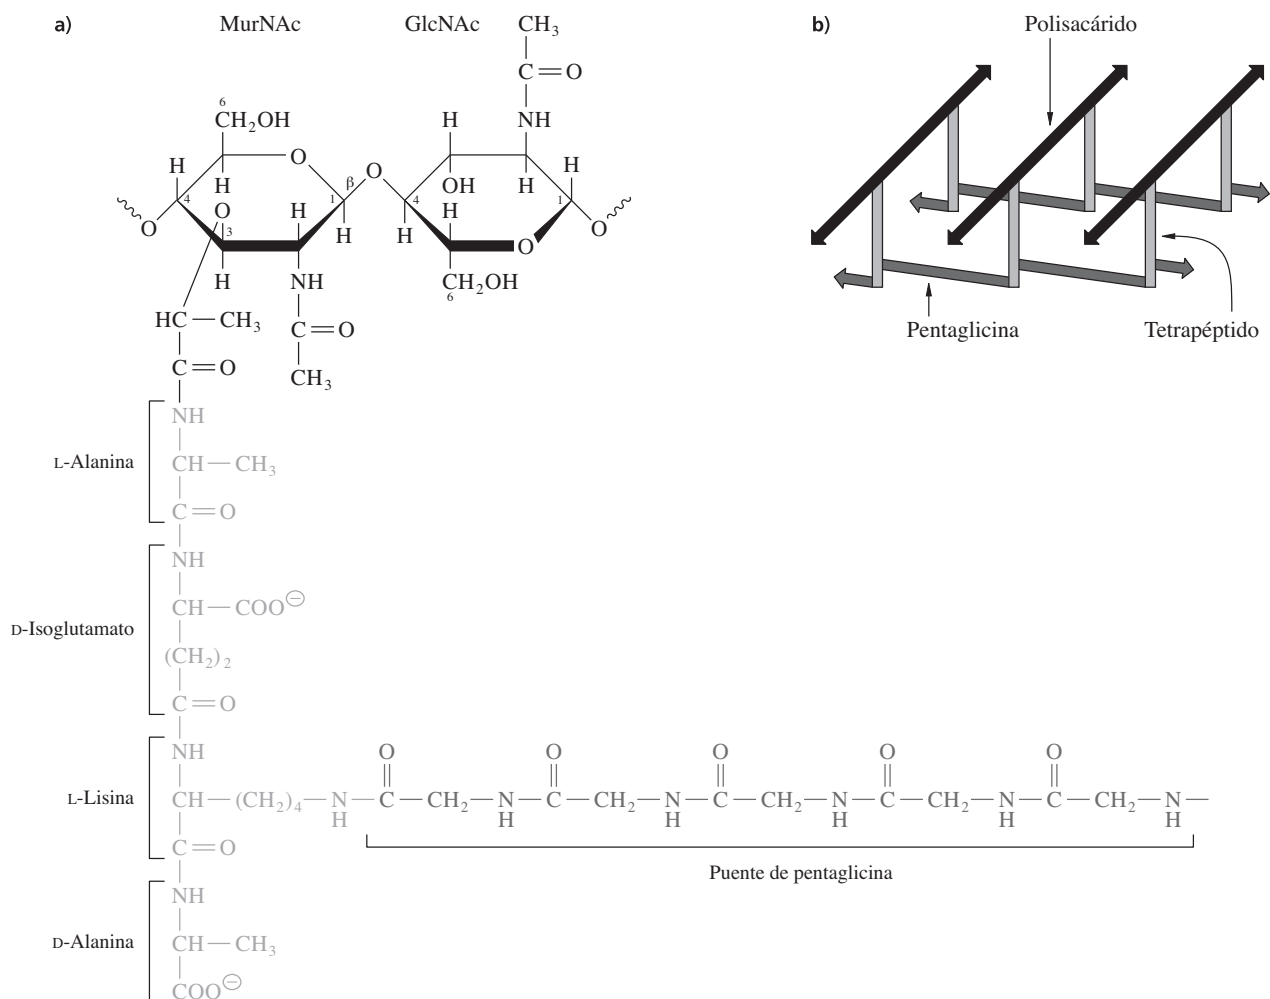 a) MurNAc GlcNAc CH3
C=O
6
CH2OH H NH
H O H
H OH H
4 O H 1 β O 4 H 1
O 3 H H O O
H NH CH2OH
6
HC—CH3 C=O
C=O CH3
NH
L-Alanina CH—CH3
C=O
NH
CH—COO⊖
D-Isoglutamato
(CH2)2
C=O
NH O O O O O
L-Lisina CH—(CH2)4—N—C—CH2—N—C—CH2—N—C—CH2—N—C—CH2—N—C—CH2—N—
H H H H H H
C=O
Puente de pentaglicina
NH
D-Alanina CH—CH3
COO⊖
b) Polisacárido
Pentaglicina Tetrapéptido